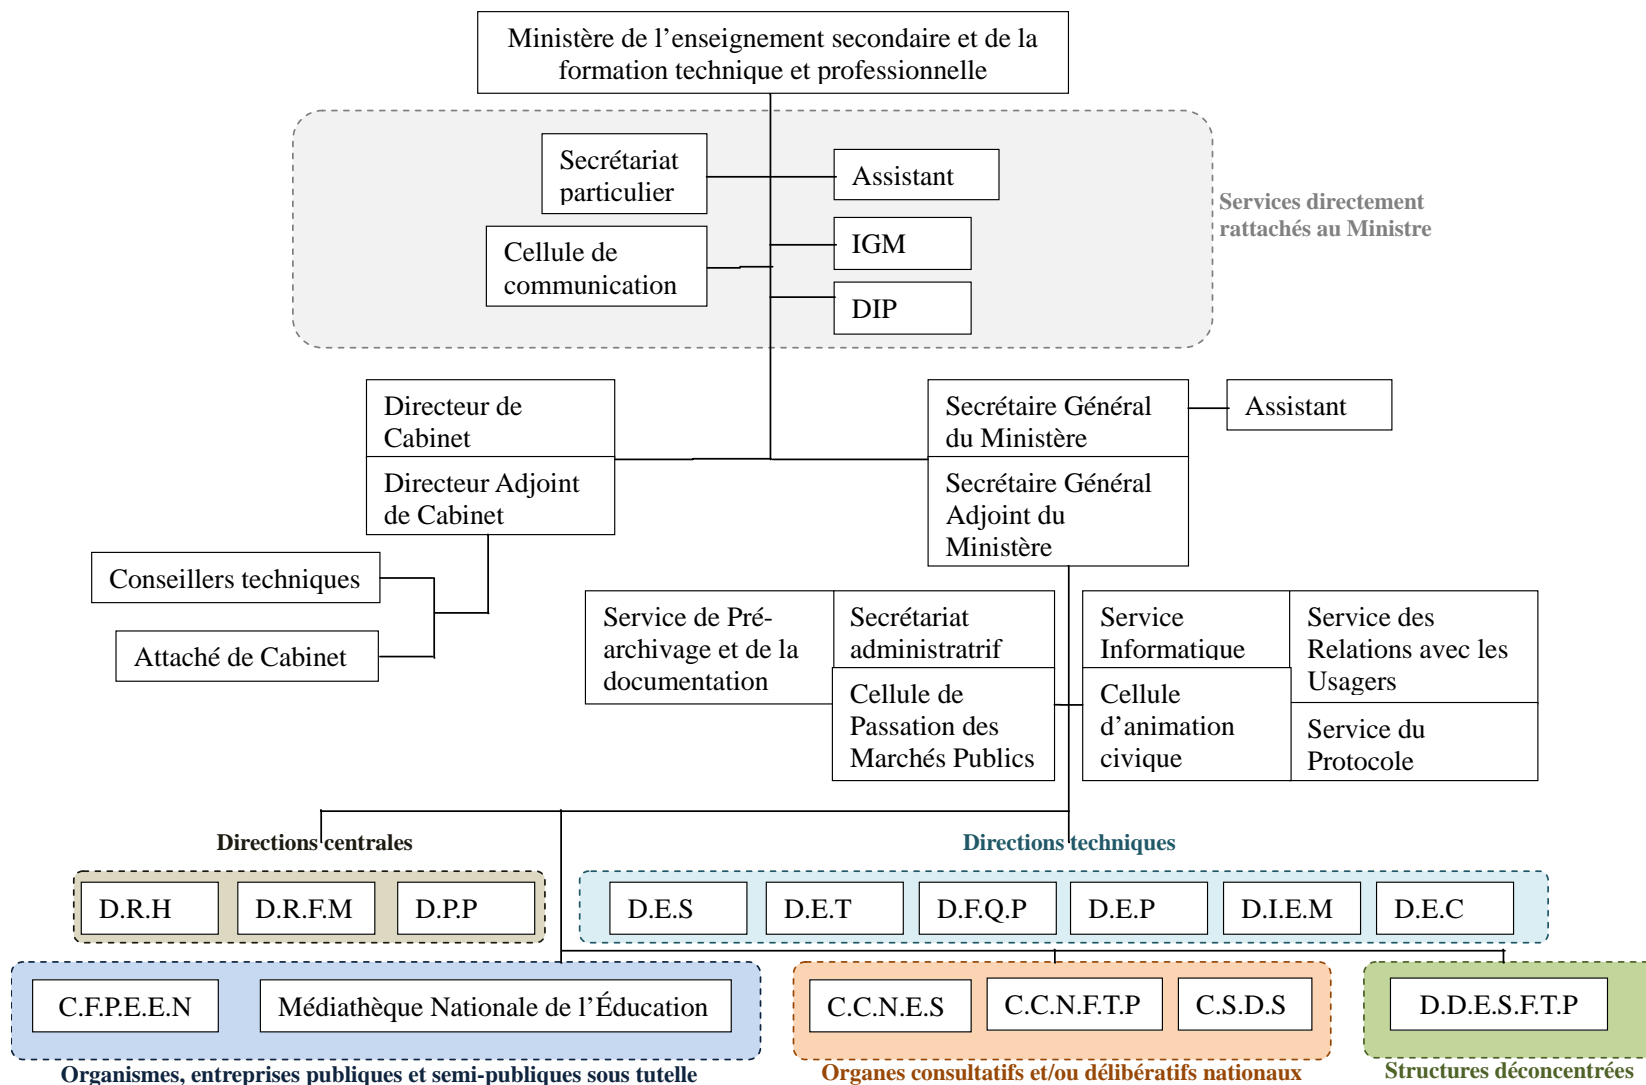 Ministère de l’enseignement secondaire et de la
formation technique et professionnelle
Secrétariat
particulier
Assistant
Services directement
rattachés au Ministre
Cellule de
communication
IGM
DIP
Directeur de
Cabinet
Directeur Adjoint
de Cabinet
Secrétaire Général
du Ministère
Assistant
Secrétaire Général
Adjoint du
Ministère
Conseillers techniques
Attaché de Cabinet
Service de Pré-
archivage et de la
documentation
Secrétariat
administratrif
Cellule de
Passation des
Marchés Publics
Service
Informatique
Cellule
d’animation
civique
Service des
Relations avec les
Usagers
Service du
Protocole
Directions centrales
Directions techniques
D.R.H
D.R.F.M
D.P.P
D.E.S
D.E.T
D.F.Q.P
D.E.P
D.I.E.M
D.E.C
C.F.P.E.E.N
Médiathèque Nationale de l’Éducation
C.C.N.E.S
C.C.N.F.T.P
C.S.D.S
D.D.E.S.F.T.P
Organismes, entreprises publiques et semi-publiques sous tutelle
Organes consultatifs et/ou délibératifs nationaux
Structures déconcentrées